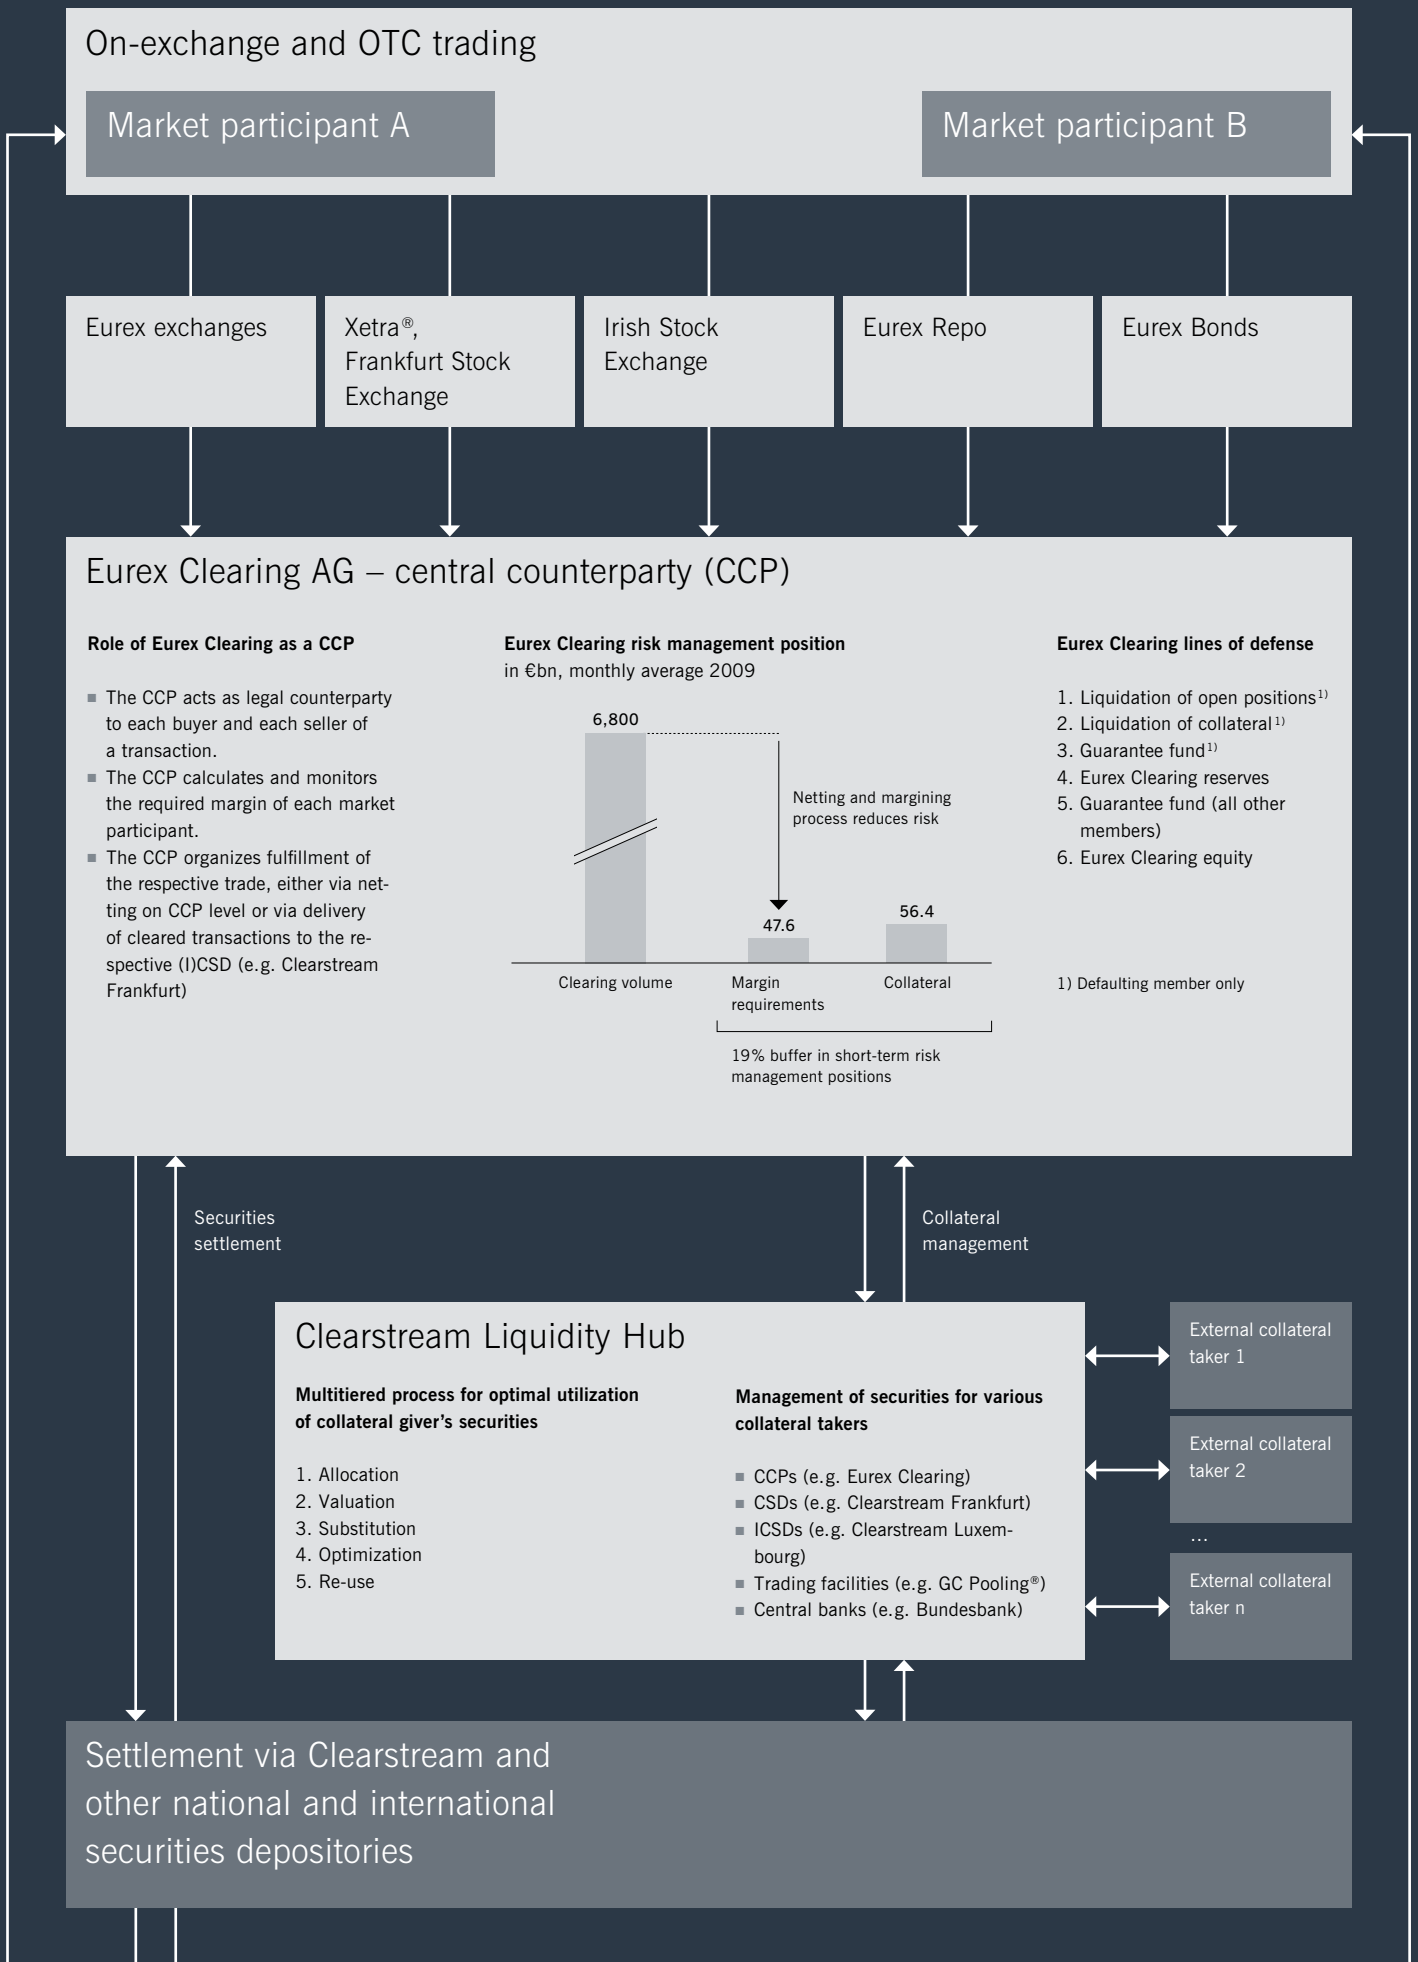 On-exchange and OTC trading
Market participant A
Market participant B
Eurex exchanges
Xetra®,
Frankfurt Stock
Exchange
Irish Stock
Exchange
Eurex Repo
Eurex Bonds
Eurex Clearing AG – central counterparty (CCP)
Role of Eurex Clearing as a CCP
■ The CCP acts as legal counterparty
to each buyer and each seller of
a transaction.
■ The CCP calculates and monitors
the required margin of each market
participant.
■ The CCP organizes fulfillment of
the respective trade, either via net-
ting on CCP level or via delivery
of cleared transactions to the re-
spective (I)CSD (e.g. Clearstream
Frankfurt)
Eurex Clearing risk management position
in €bn, monthly average 2009
6,800
Netting and margining
process reduces risk
47.6
56.4
Clearing volume
Margin
requirements
Collateral
19% buffer in short-term risk
management positions
Eurex Clearing lines of defense
1. Liquidation of open positions1)
2. Liquidation of collateral1)
3. Guarantee fund1)
4. Eurex Clearing reserves
5. Guarantee fund (all other
members)
6. Eurex Clearing equity
1) Defaulting member only
Securities
settlement
Collateral
management
Clearstream Liquidity Hub
Multitiered process for optimal utilization
of collateral giver’s securities
1. Allocation
2. Valuation
3. Substitution
4. Optimization
5. Re-use
Management of securities for various
collateral takers
■ CCPs (e.g. Eurex Clearing)
■ CSDs (e.g. Clearstream Frankfurt)
■ ICSDs (e.g. Clearstream Luxem-
bourg)
■ Trading facilities (e.g. GC Pooling®)
■ Central banks (e.g. Bundesbank)
External collateral
taker 1
External collateral
taker 2
...
External collateral
taker n
Settlement via Clearstream and
other national and international
securities depositories